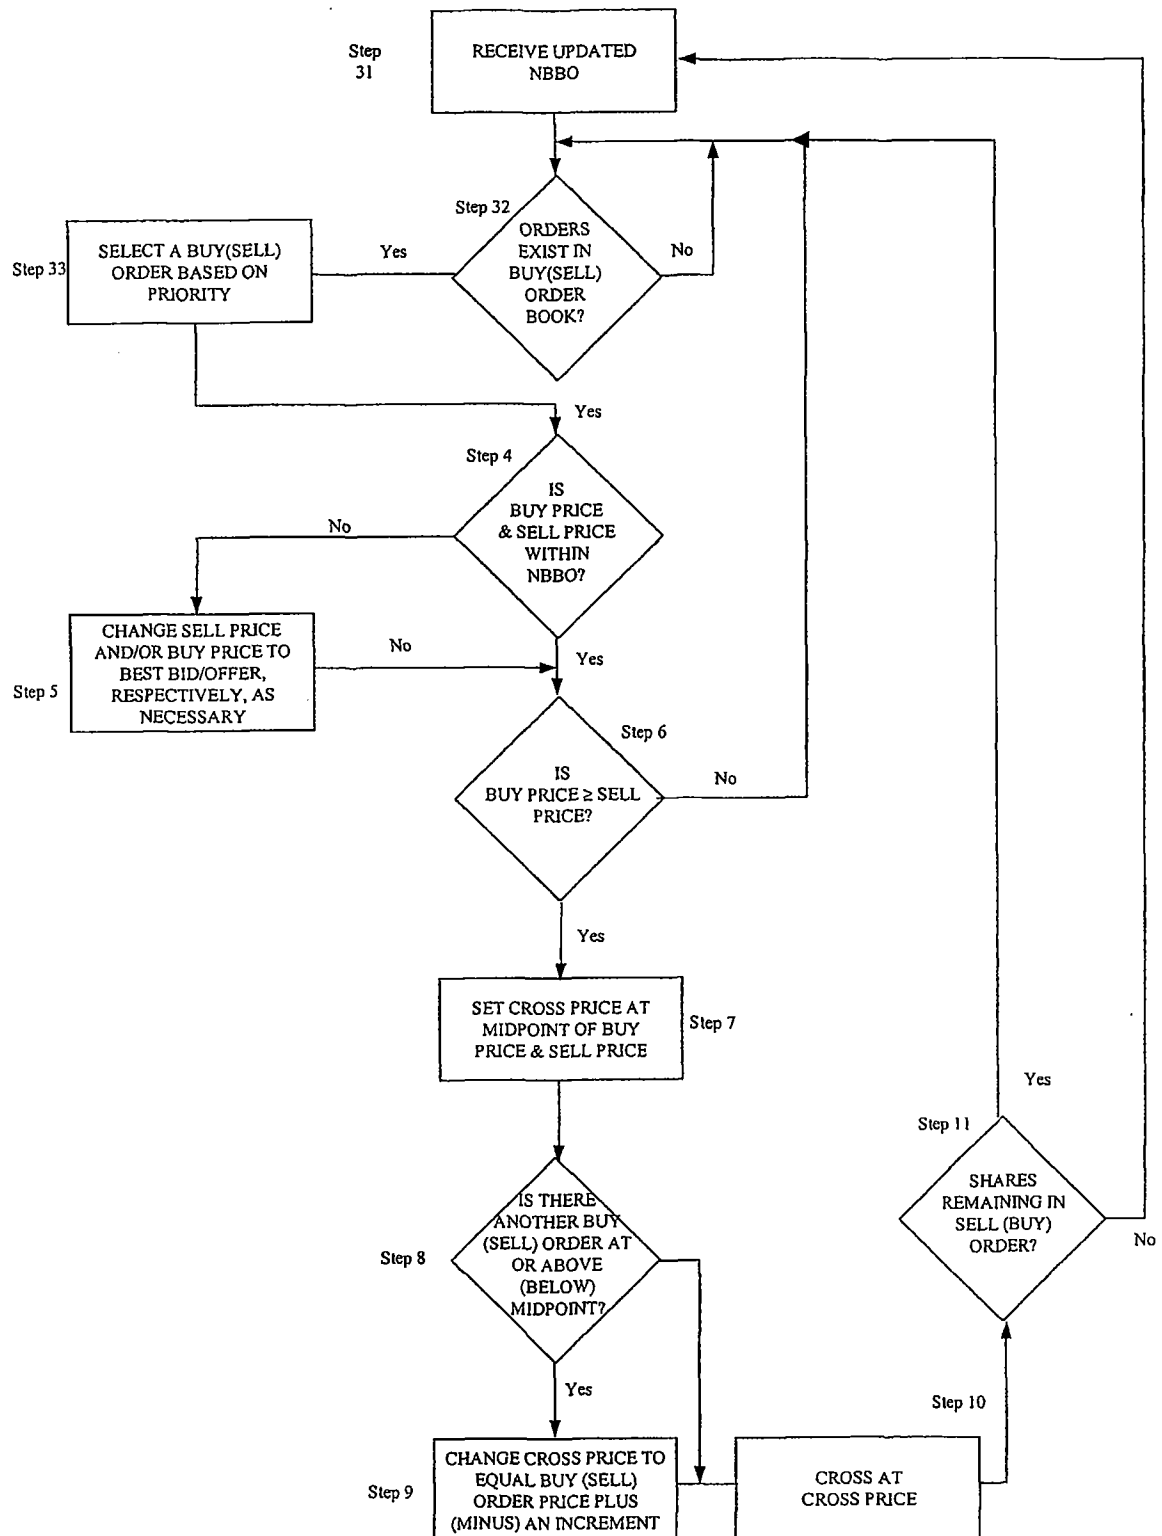 Step
31
RECEIVE UPDATED
NBBO
Step 32
ORDERS
EXIST IN
BUY(SELL)
ORDER
BOOK?
Yes
No
Step 33
SELECT A BUY(SELL)
ORDER BASED ON
PRIORITY
Yes
Step 4
IS
BUY PRICE
& SELL PRICE
WITHIN
NBBO?
No
CHANGE SELL PRICE
AND/OR BUY PRICE TO
BEST BID/OFFER,
RESPECTIVELY, AS
NECESSARY
Step 5
No
Yes
Step 6
IS
BUY PRICE ≥ SELL
PRICE?
No
Yes
SET CROSS PRICE AT
MIDPOINT OF BUY
PRICE & SELL PRICE
Step 7
Yes
Step 11
SHARES
REMAINING IN
SELL (BUY)
ORDER?
No
IS THERE
ANOTHER BUY
(SELL) ORDER AT
OR ABOVE
(BELOW)
MIDPOINT?
Step 8
Yes
Step 10
Step 9
CHANGE CROSS PRICE TO
EQUAL BUY (SELL)
ORDER PRICE PLUS
(MINUS) AN INCREMENT
CROSS AT
CROSS PRICE